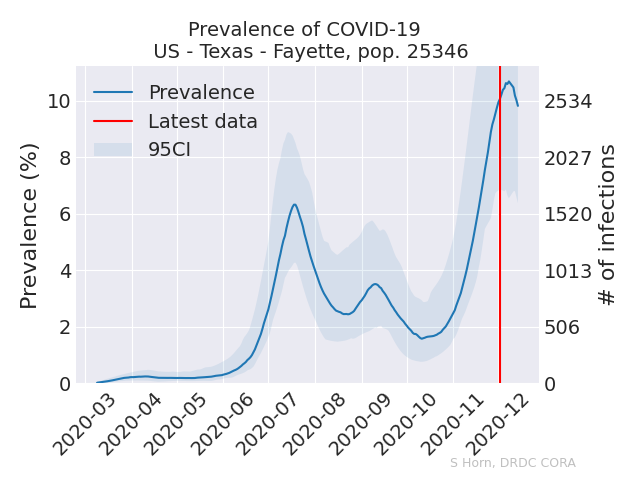 Prevalence of COVID-19
US - Texas - Fayette, pop. 25346
Prevalence
Latest data
95CI
Prevalence (%)
10
8
6
4
2
0
2534
2027
1520
1013
506
0
# of infections
2020-03
2020-04
2020-05
2020-06
2020-07
2020-08
2020-09
2020-10
2020-11
2020-12
S Horn, DRDC CORA